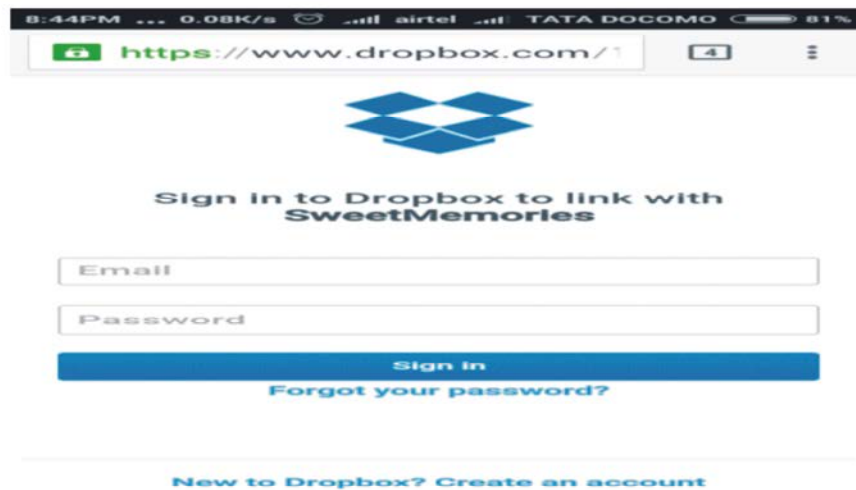 8:44PM ... 0.08K/s airtel TATA DOCOMO 81%
https://www.dropbox.com/1 4
Sign in to Dropbox to link with
SweetMemories
Email
Password
Sign in
Forgot your password?
New to Dropbox? Create an account